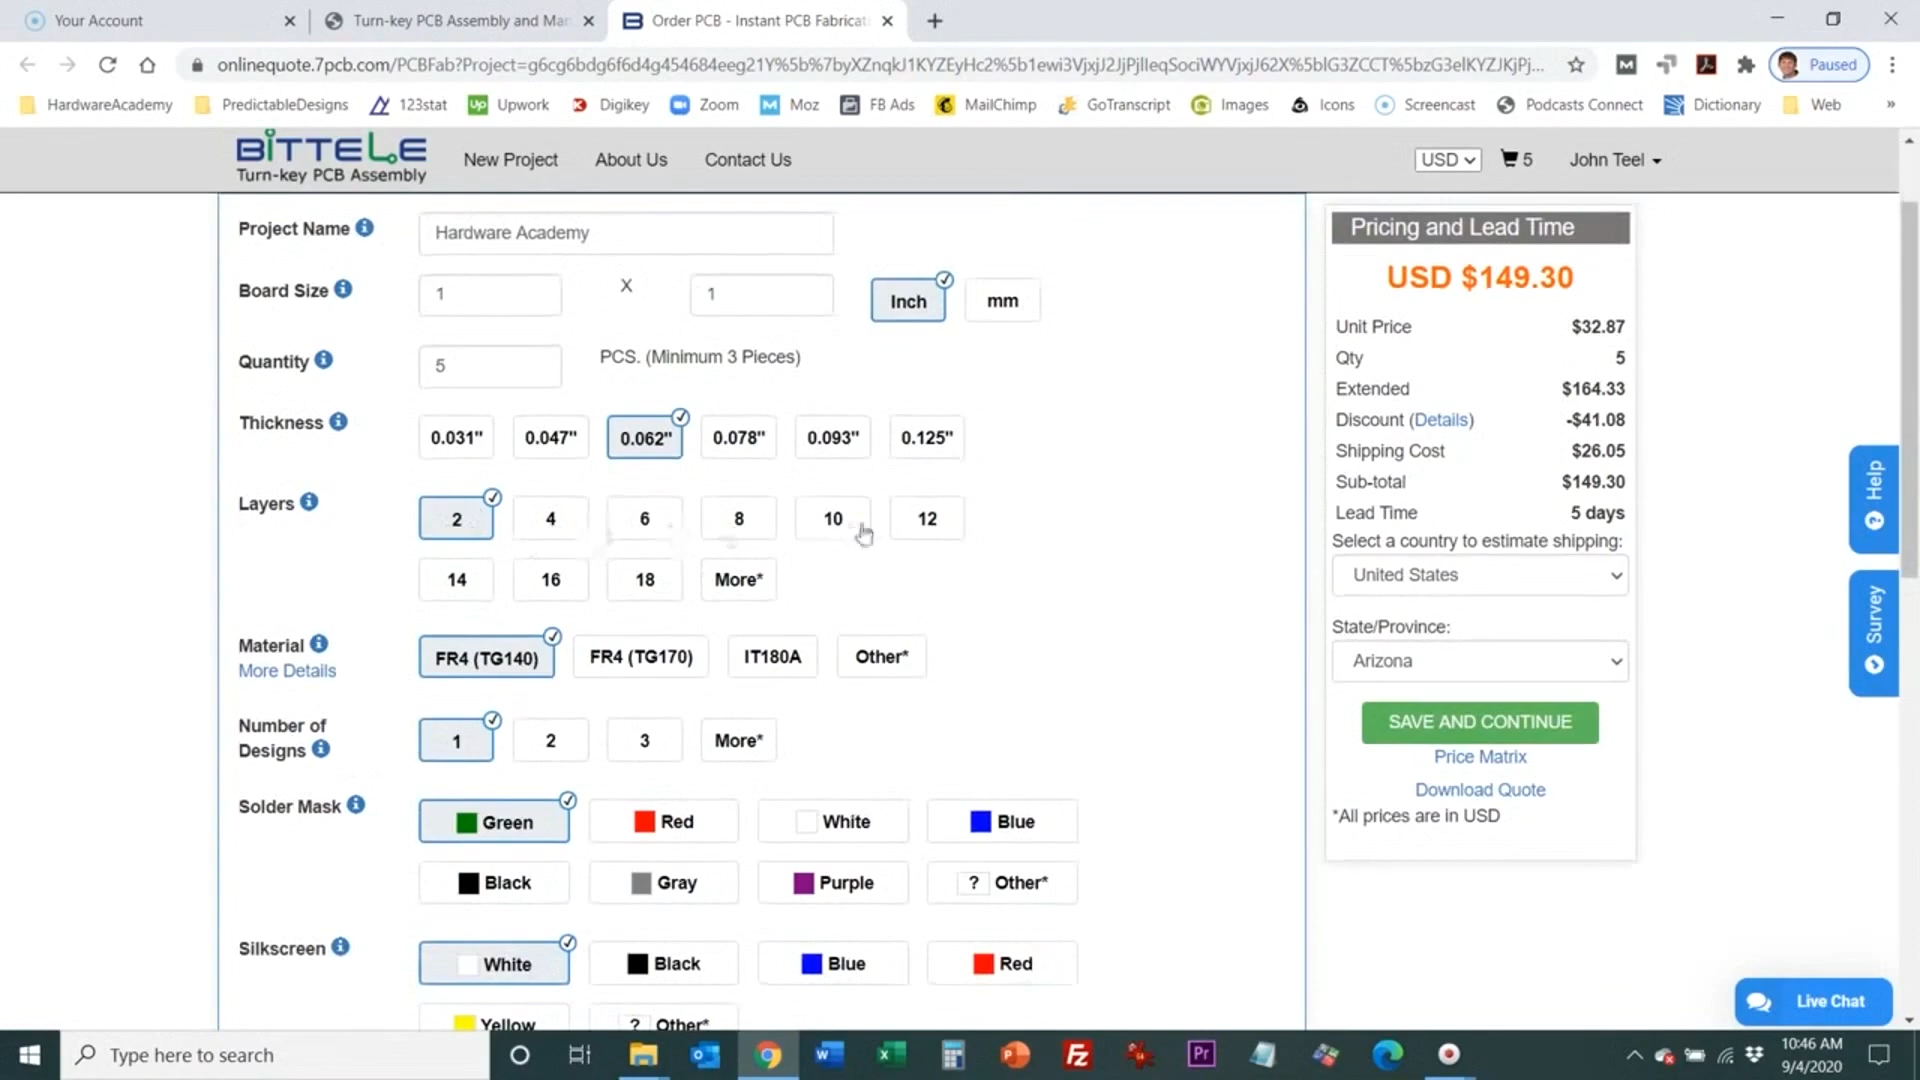 Your Account
Turn-key PCB Assembly and Man
Order PCB - Instant PCB Fabricat
onlinequote.7pcb.com/PCBFab?Project=
Paused
HardwareAcademy PredictableDesigns 123stat Upwork Digikey Zoom Moz FB Ads MailChimp GoTranscript Images Icons Screencast Podcasts Connect Dictionary Web »
BiTTELE
Turn-key PCB Assembly
New Project About Us Contact Us USD 5 John Teel
Project Name Hardware Academy
Board Size 1 X 1 Inch mm
Quantity 5 PCS. (Minimum 3 Pieces)
Thickness 0.031" 0.047" 0.062" 0.078" 0.093" 0.125"
Layers 2 4 6 8 10 12
14 16 18 More*
Material FR4 (TG140) FR4 (TG170) IT180A Other*
More Details
Number of
Designs 1 2 3 More*
Solder Mask Green Red White Blue
Black Gray Purple ? Other*
Silkscreen White Black Blue Red
Yellow ? Other*
Pricing and Lead Time
USD $149.30
Unit Price $32.87
Qty 5
Extended $164.33
Discount (Details) -$41.08
Shipping Cost $26.05
Sub-total $149.30
Lead Time 5 days
Select a country to estimate shipping:
United States
State/Province:
Arizona
SAVE AND CONTINUE
Price Matrix
Download Quote
*All prices are in USD
Help
Survey
Live Chat
Type here to search
10:46 AM
9/4/2020